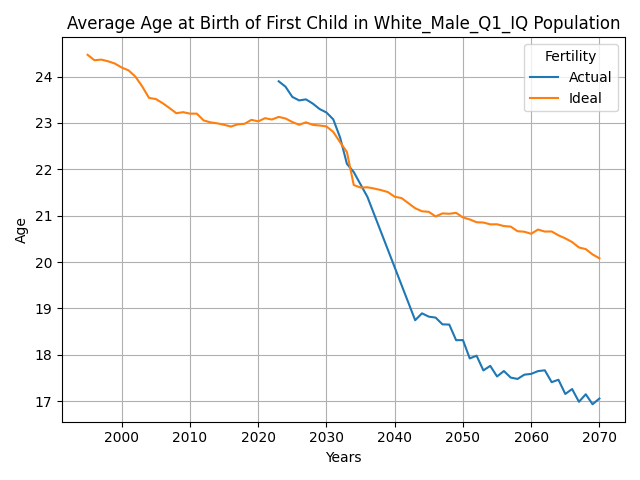 Average Age at Birth of First Child in White_Male_Q1_IQ Population
Fertility
Actual
Ideal
Age
24
23
22
21
20
19
18
17
2000 2010 2020 2030 2040 2050 2060 2070
Years